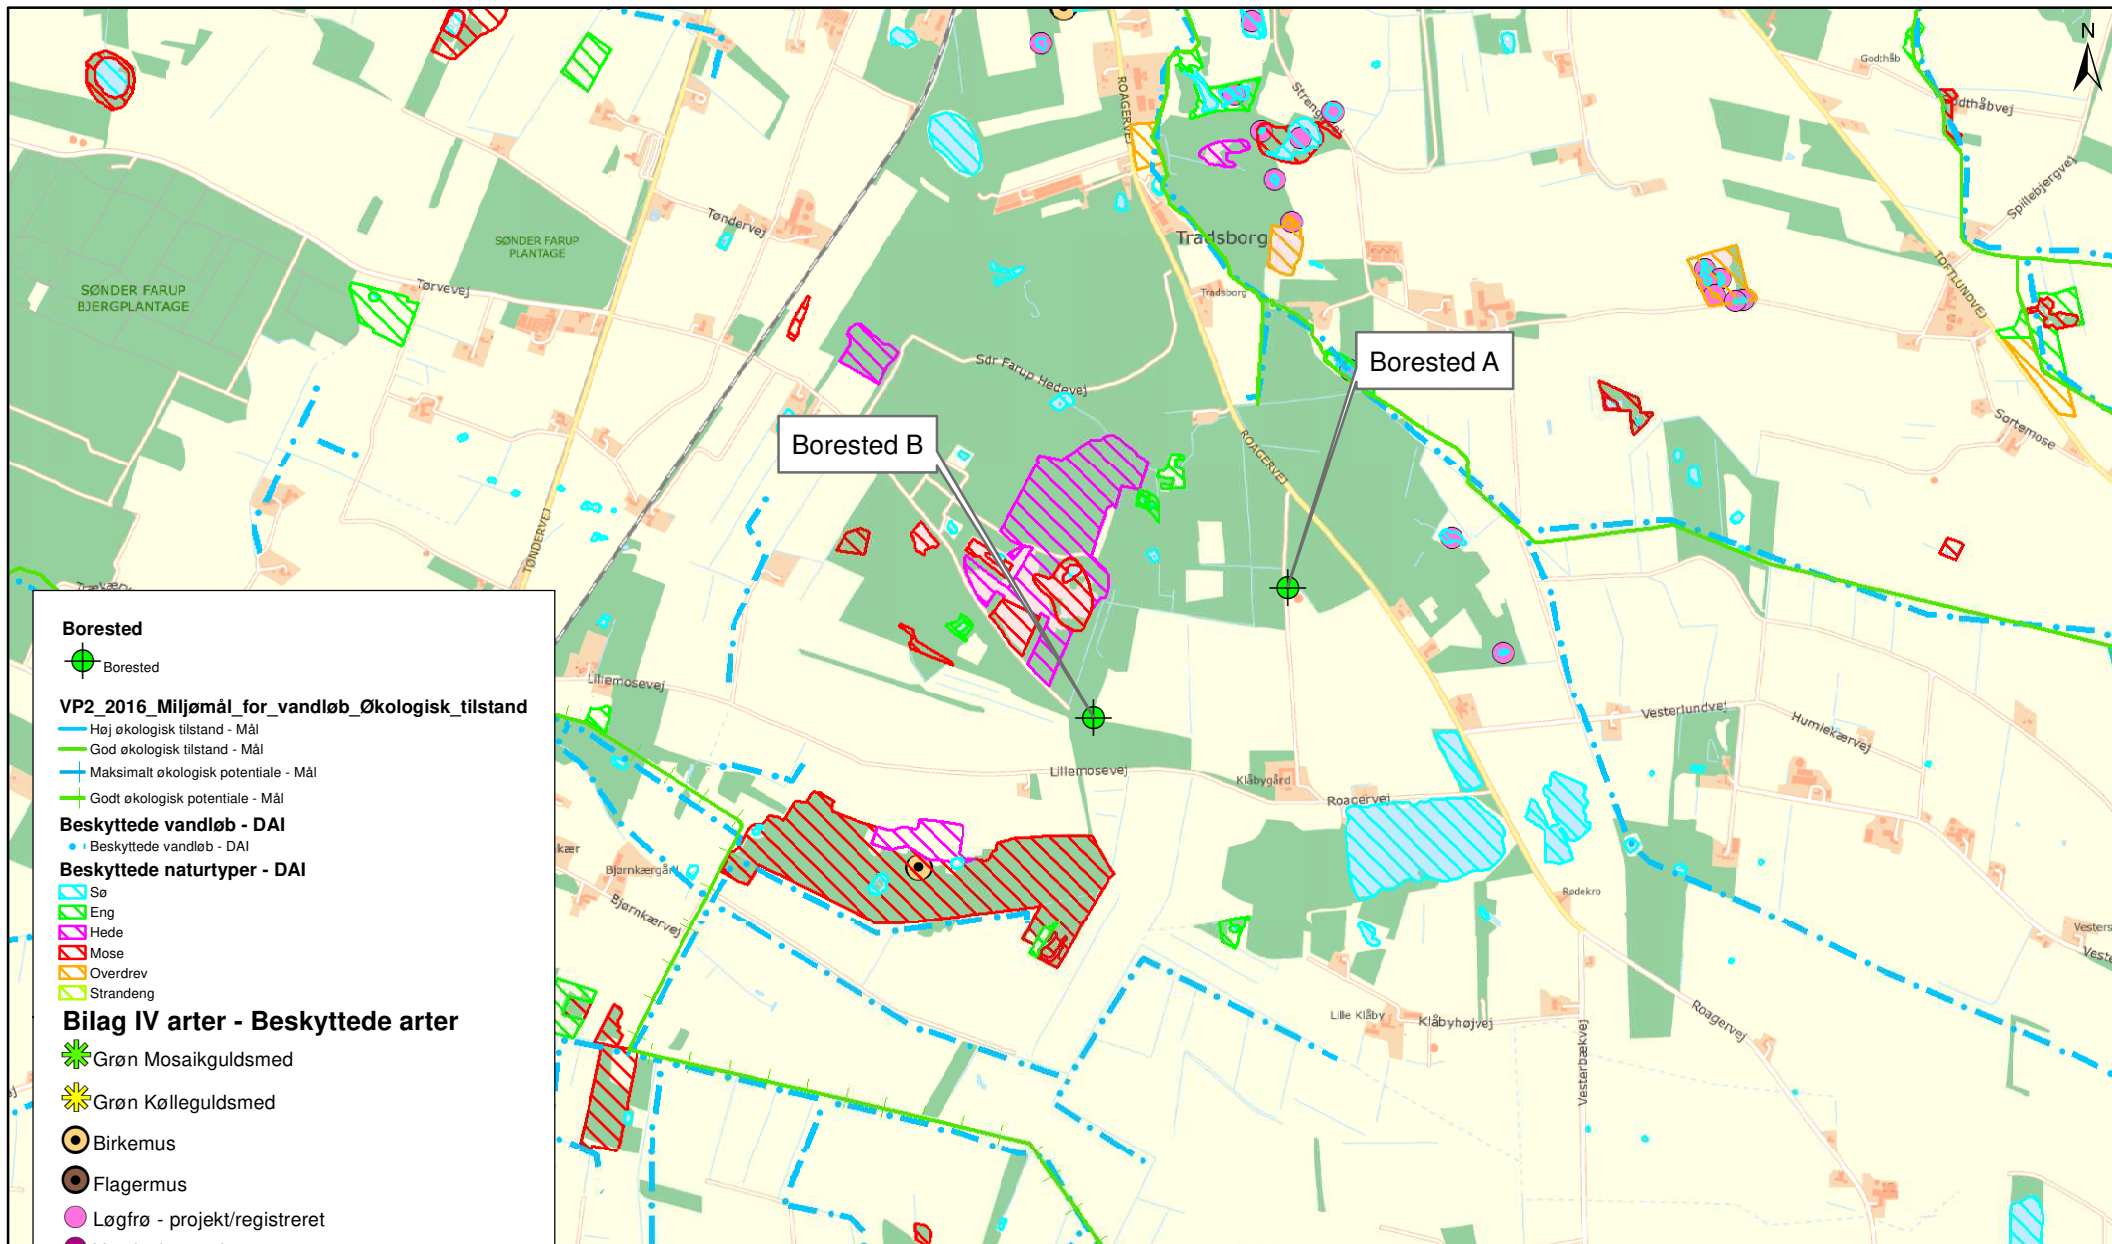 N
Godthåb
ROAGERVEJ
Spillebjergvej
Tøndervej
SØNDER FARUP
PLANTAGE
Tradsborg
TOFTLUNDVEJ
SØNDER FARUP
BJERGPLANTAGE
Tørvevej
Tradsborg
Sdr Farup Hedevej
Borested A
Borested B
ROAGERVEJ
Sortemose
TØNDERVEJ
Lillemosevej
Vesterlundvej
Humlekærvej
Lillemosevej
Klåbygård
Roagervej
Bjørnkærgård
Bjørnkærvej
Rødekro
Lille Klåby
Klåbyhøjvej
Roagervej
Vesterbækvej
Borested
Borested
VP2_2016_Miljømål_for_vandløb_Økologisk_tilstand
Høj økologisk tilstand - Mål
God økologisk tilstand - Mål
Maksimalt økologisk potentiale - Mål
Godt økologisk potentiale - Mål
Beskyttede vandløb - DAI
Beskyttede vandløb - DAI
Beskyttede naturtyper - DAI
Sø
Eng
Hede
Mose
Overdrev
Strandeng
Bilag IV arter - Beskyttede arter
Grøn Mosaikguldsmed
Grøn Kølleguldsmed
Birkemus
Flagermus
Løgfrø - projekt/registreret